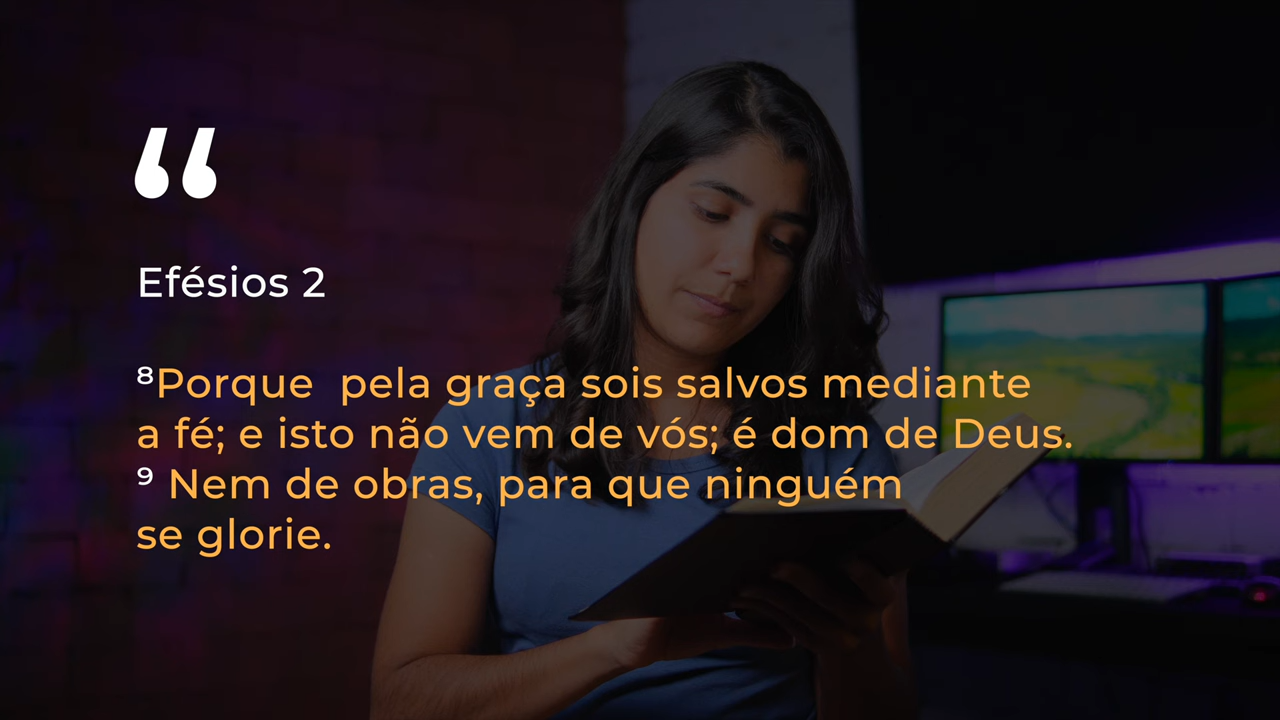 “
Efésios 2
⁸Porque  pela graça sois salvos mediante
a fé; e isto não vem de vós; é dom de Deus.
⁹ Nem de obras, para que ninguém
se glorie.